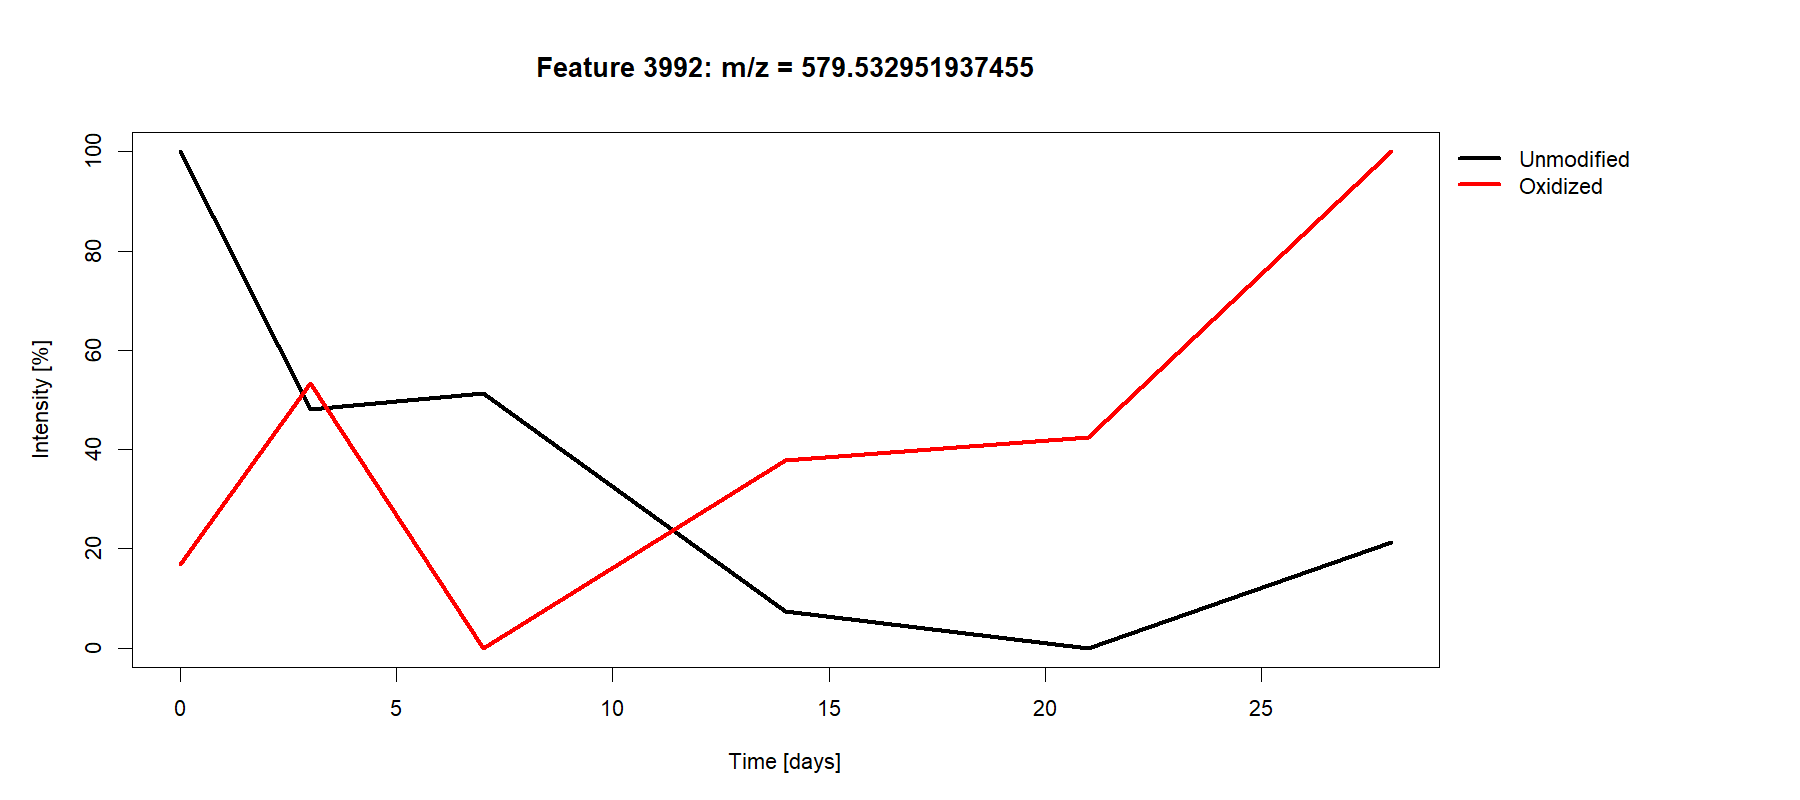 Feature 3992: m/z = 579.532951937455
Unmodified
Oxidized
Intensity [%]
100
80
60
40
20
0
0 5 10 15 20 25
Time [days]